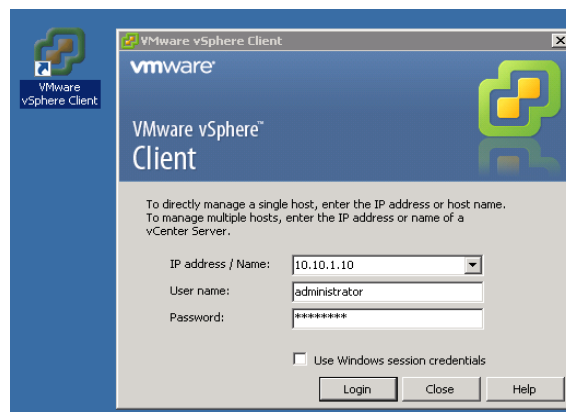 VMware
vSphere Client
VMware vSphere Client
vmware
VMware vSphere™
Client
To directly manage a single host, enter the IP address or host name.
To manage multiple hosts, enter the IP address or name of a
vCenter Server.
IP address / Name: 10.10.1.10
User name: administrator
Password: ********
Use Windows session credentials
Login Close Help